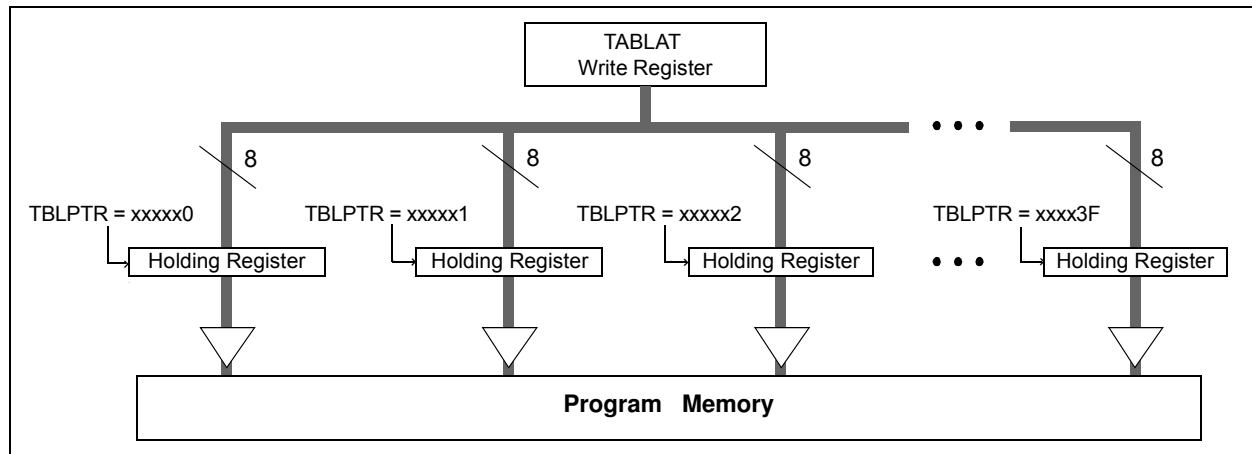 TABLAT
Write Register
• • •
8
8
8
8
TBLPTR = xxxxx0
TBLPTR = xxxxx1
TBLPTR = xxxxx2
TBLPTR = xxxx3F
Holding Register
Holding Register
Holding Register
• • •
Holding Register
Program Memory